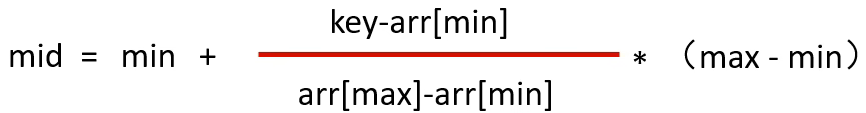 key-arr[min]
mid = min + * （max - min）
arr[max]-arr[min]